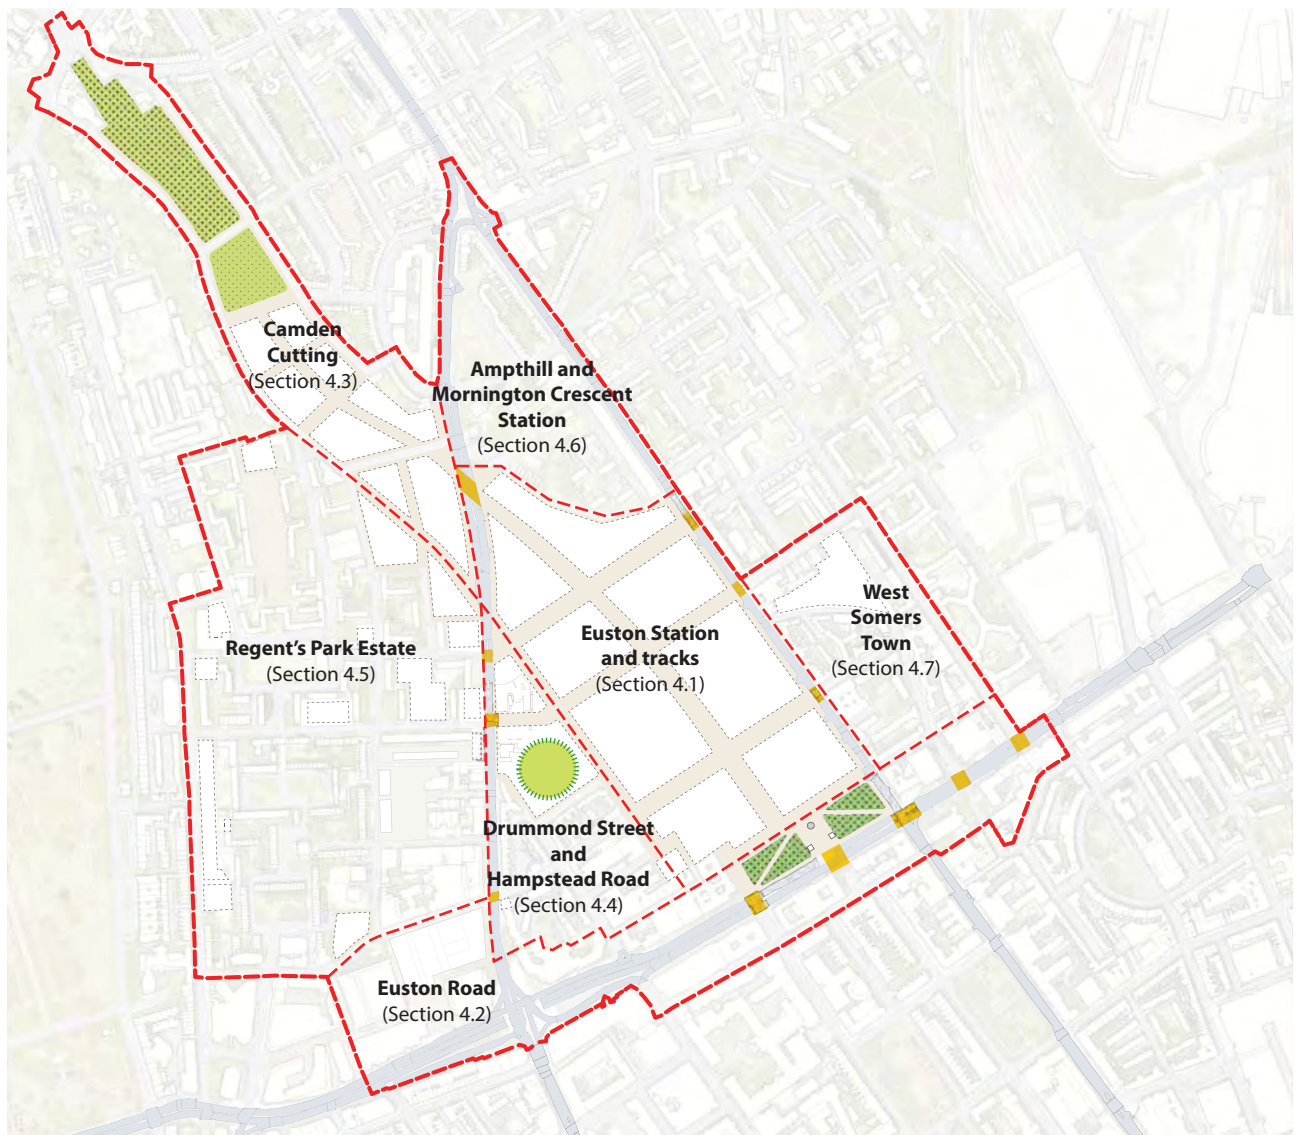 Camden
Cutting
(Section 4.3)
Ampthill and
Mornington Crescent
Station
(Section 4.6)
West
Somers
Town
(Section 4.7)
Euston Station
and tracks
(Section 4.1)
Regent's Park Estate
(Section 4.5)
Drummond Street
and
Hampstead Road
(Section 4.4)
Euston Road
(Section 4.2)